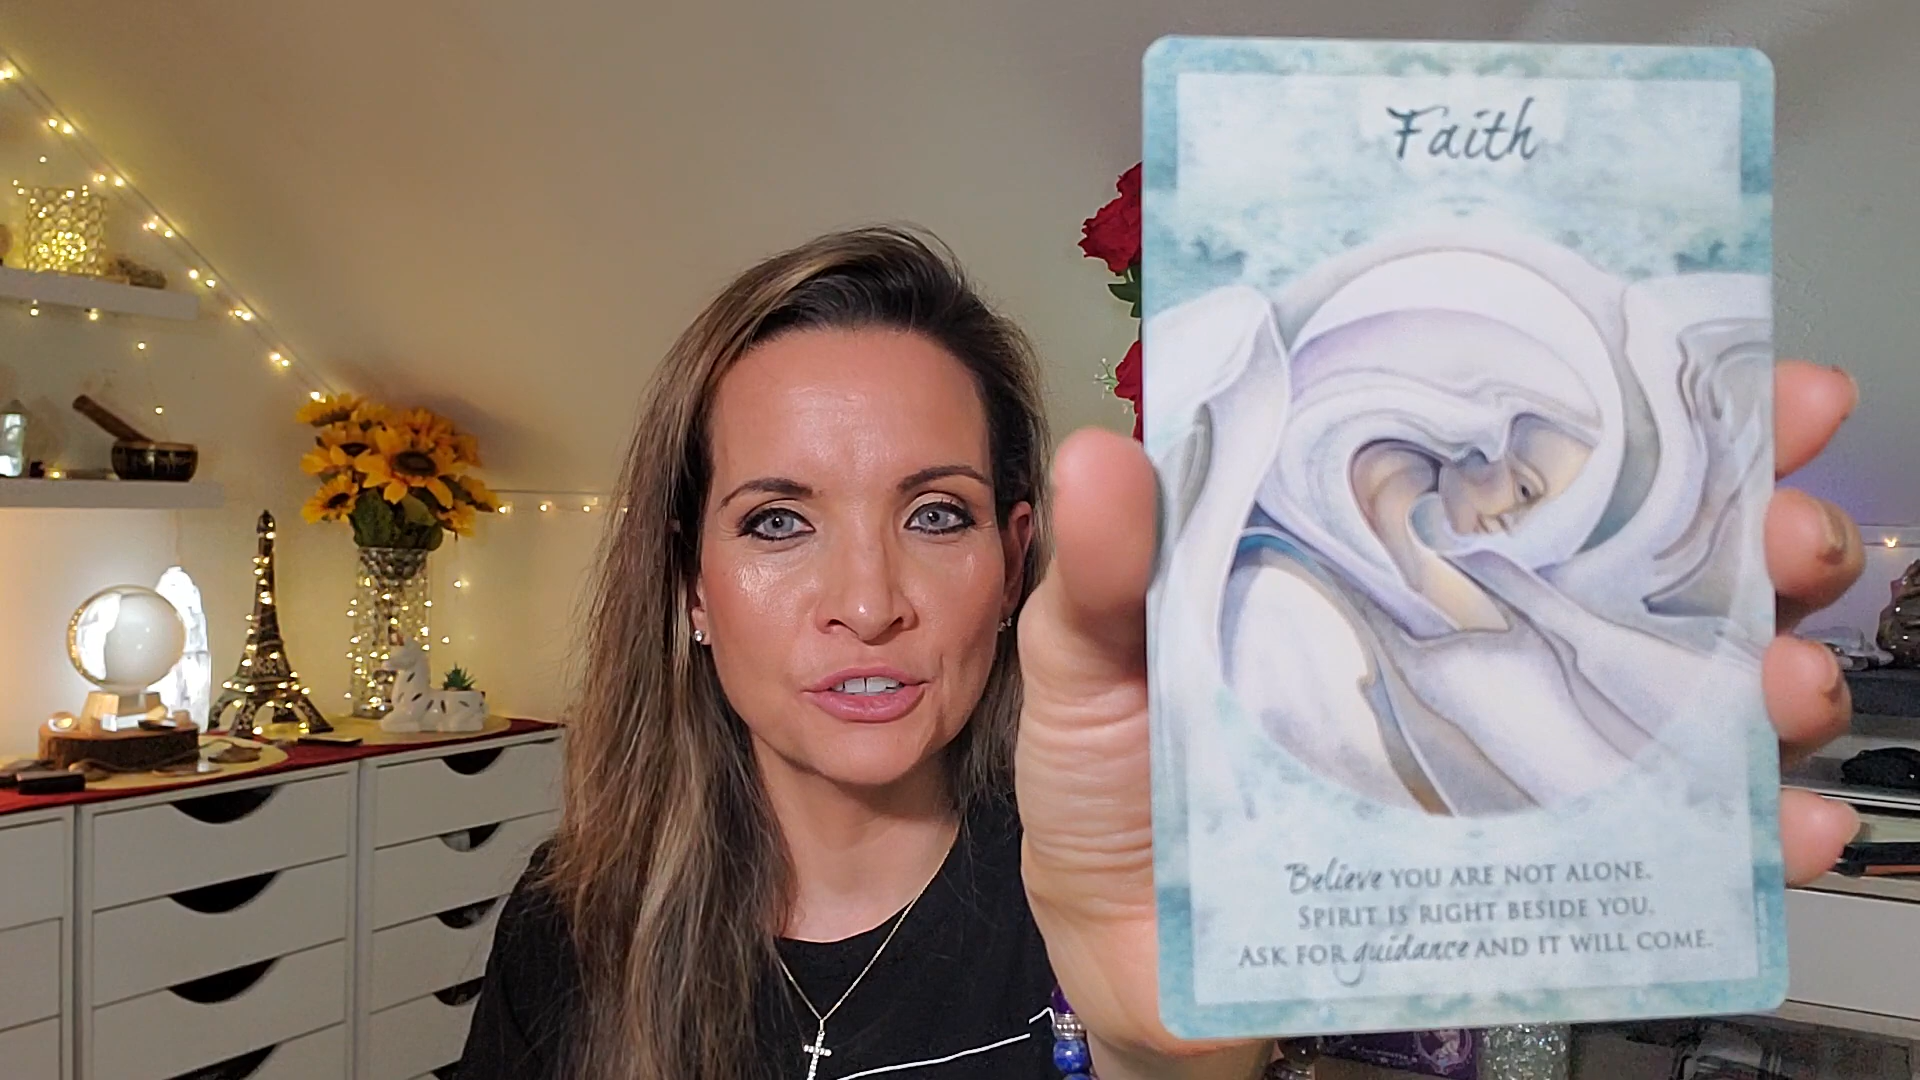 Faith
Believe YOU ARE NOT ALONE.
SPIRIT IS RIGHT BESIDE YOU.
ASK FOR guidance AND IT WILL COME.